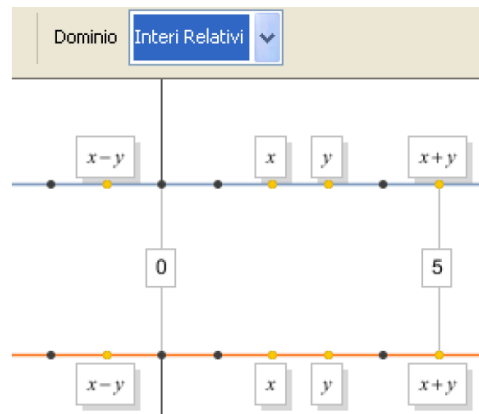 Dominio Interi Relativi
x − y x y x + y
0 5
x − y x y x + y